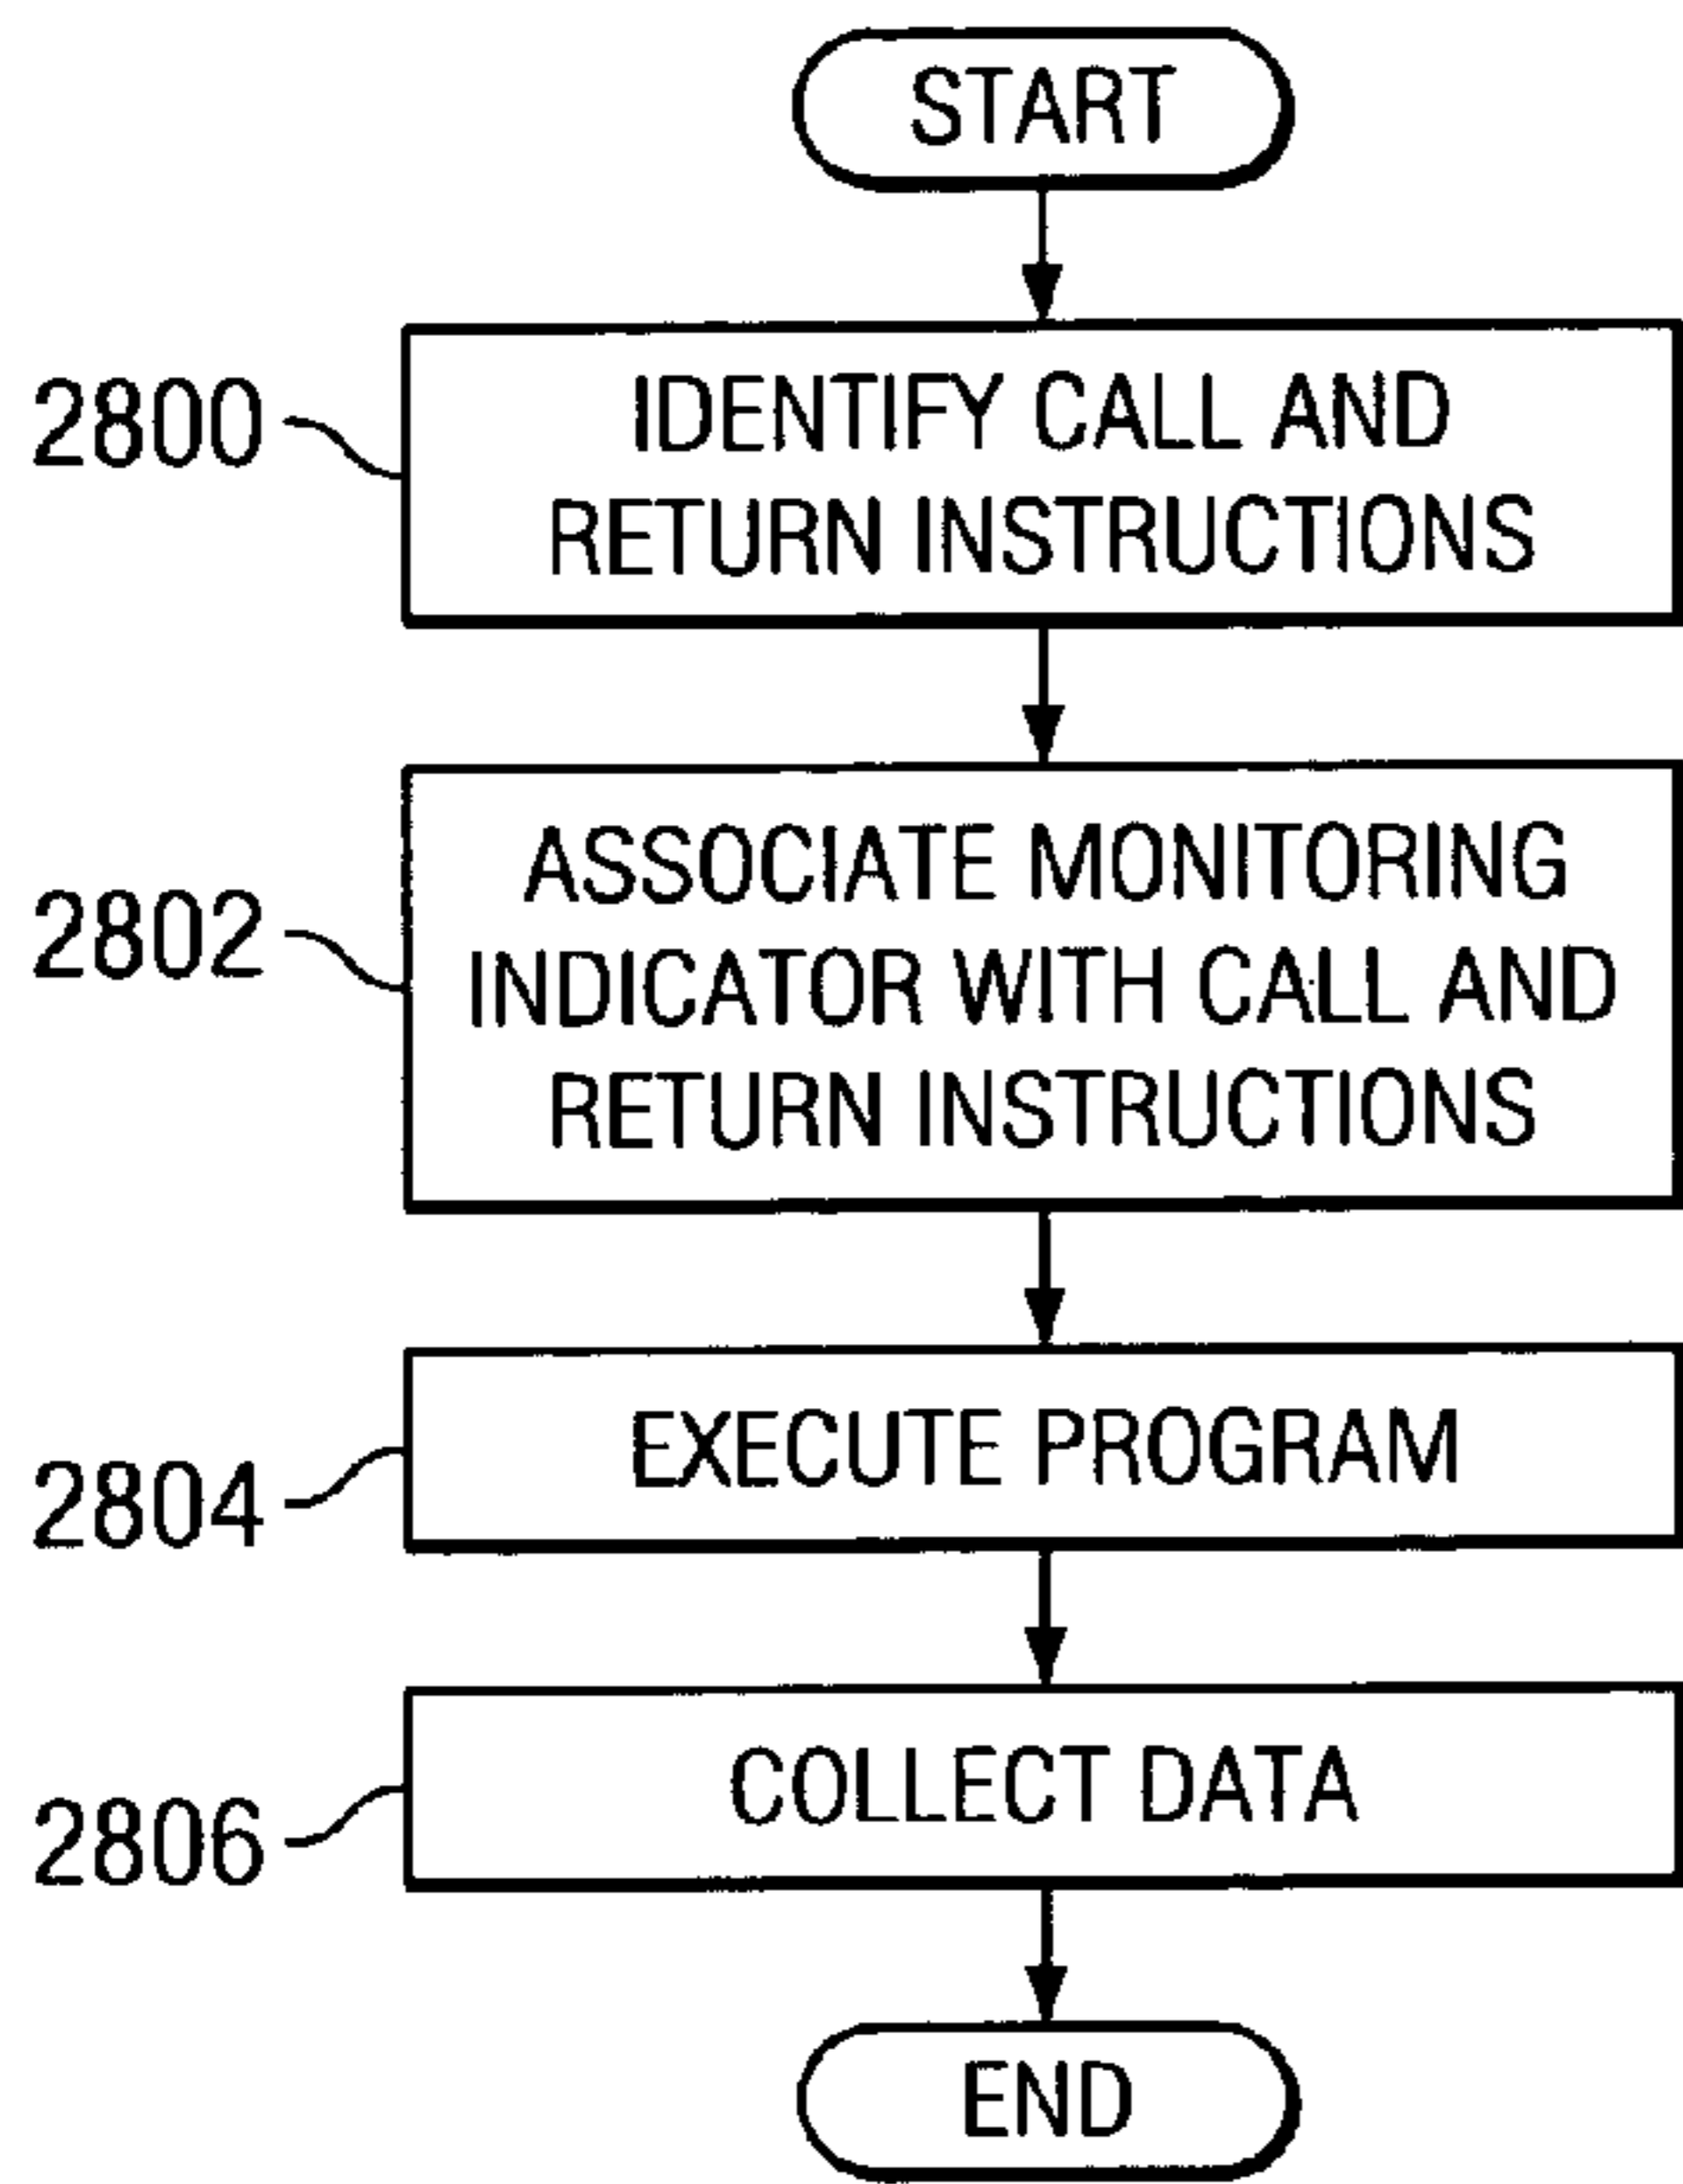 START
2800
IDENTIFY CALL AND
RETURN INSTRUCTIONS
2802
ASSOCIATE MONITORING
INDICATOR WITH CALL AND
RETURN INSTRUCTIONS
2804
EXECUTE PROGRAM
2806
COLLECT DATA
END